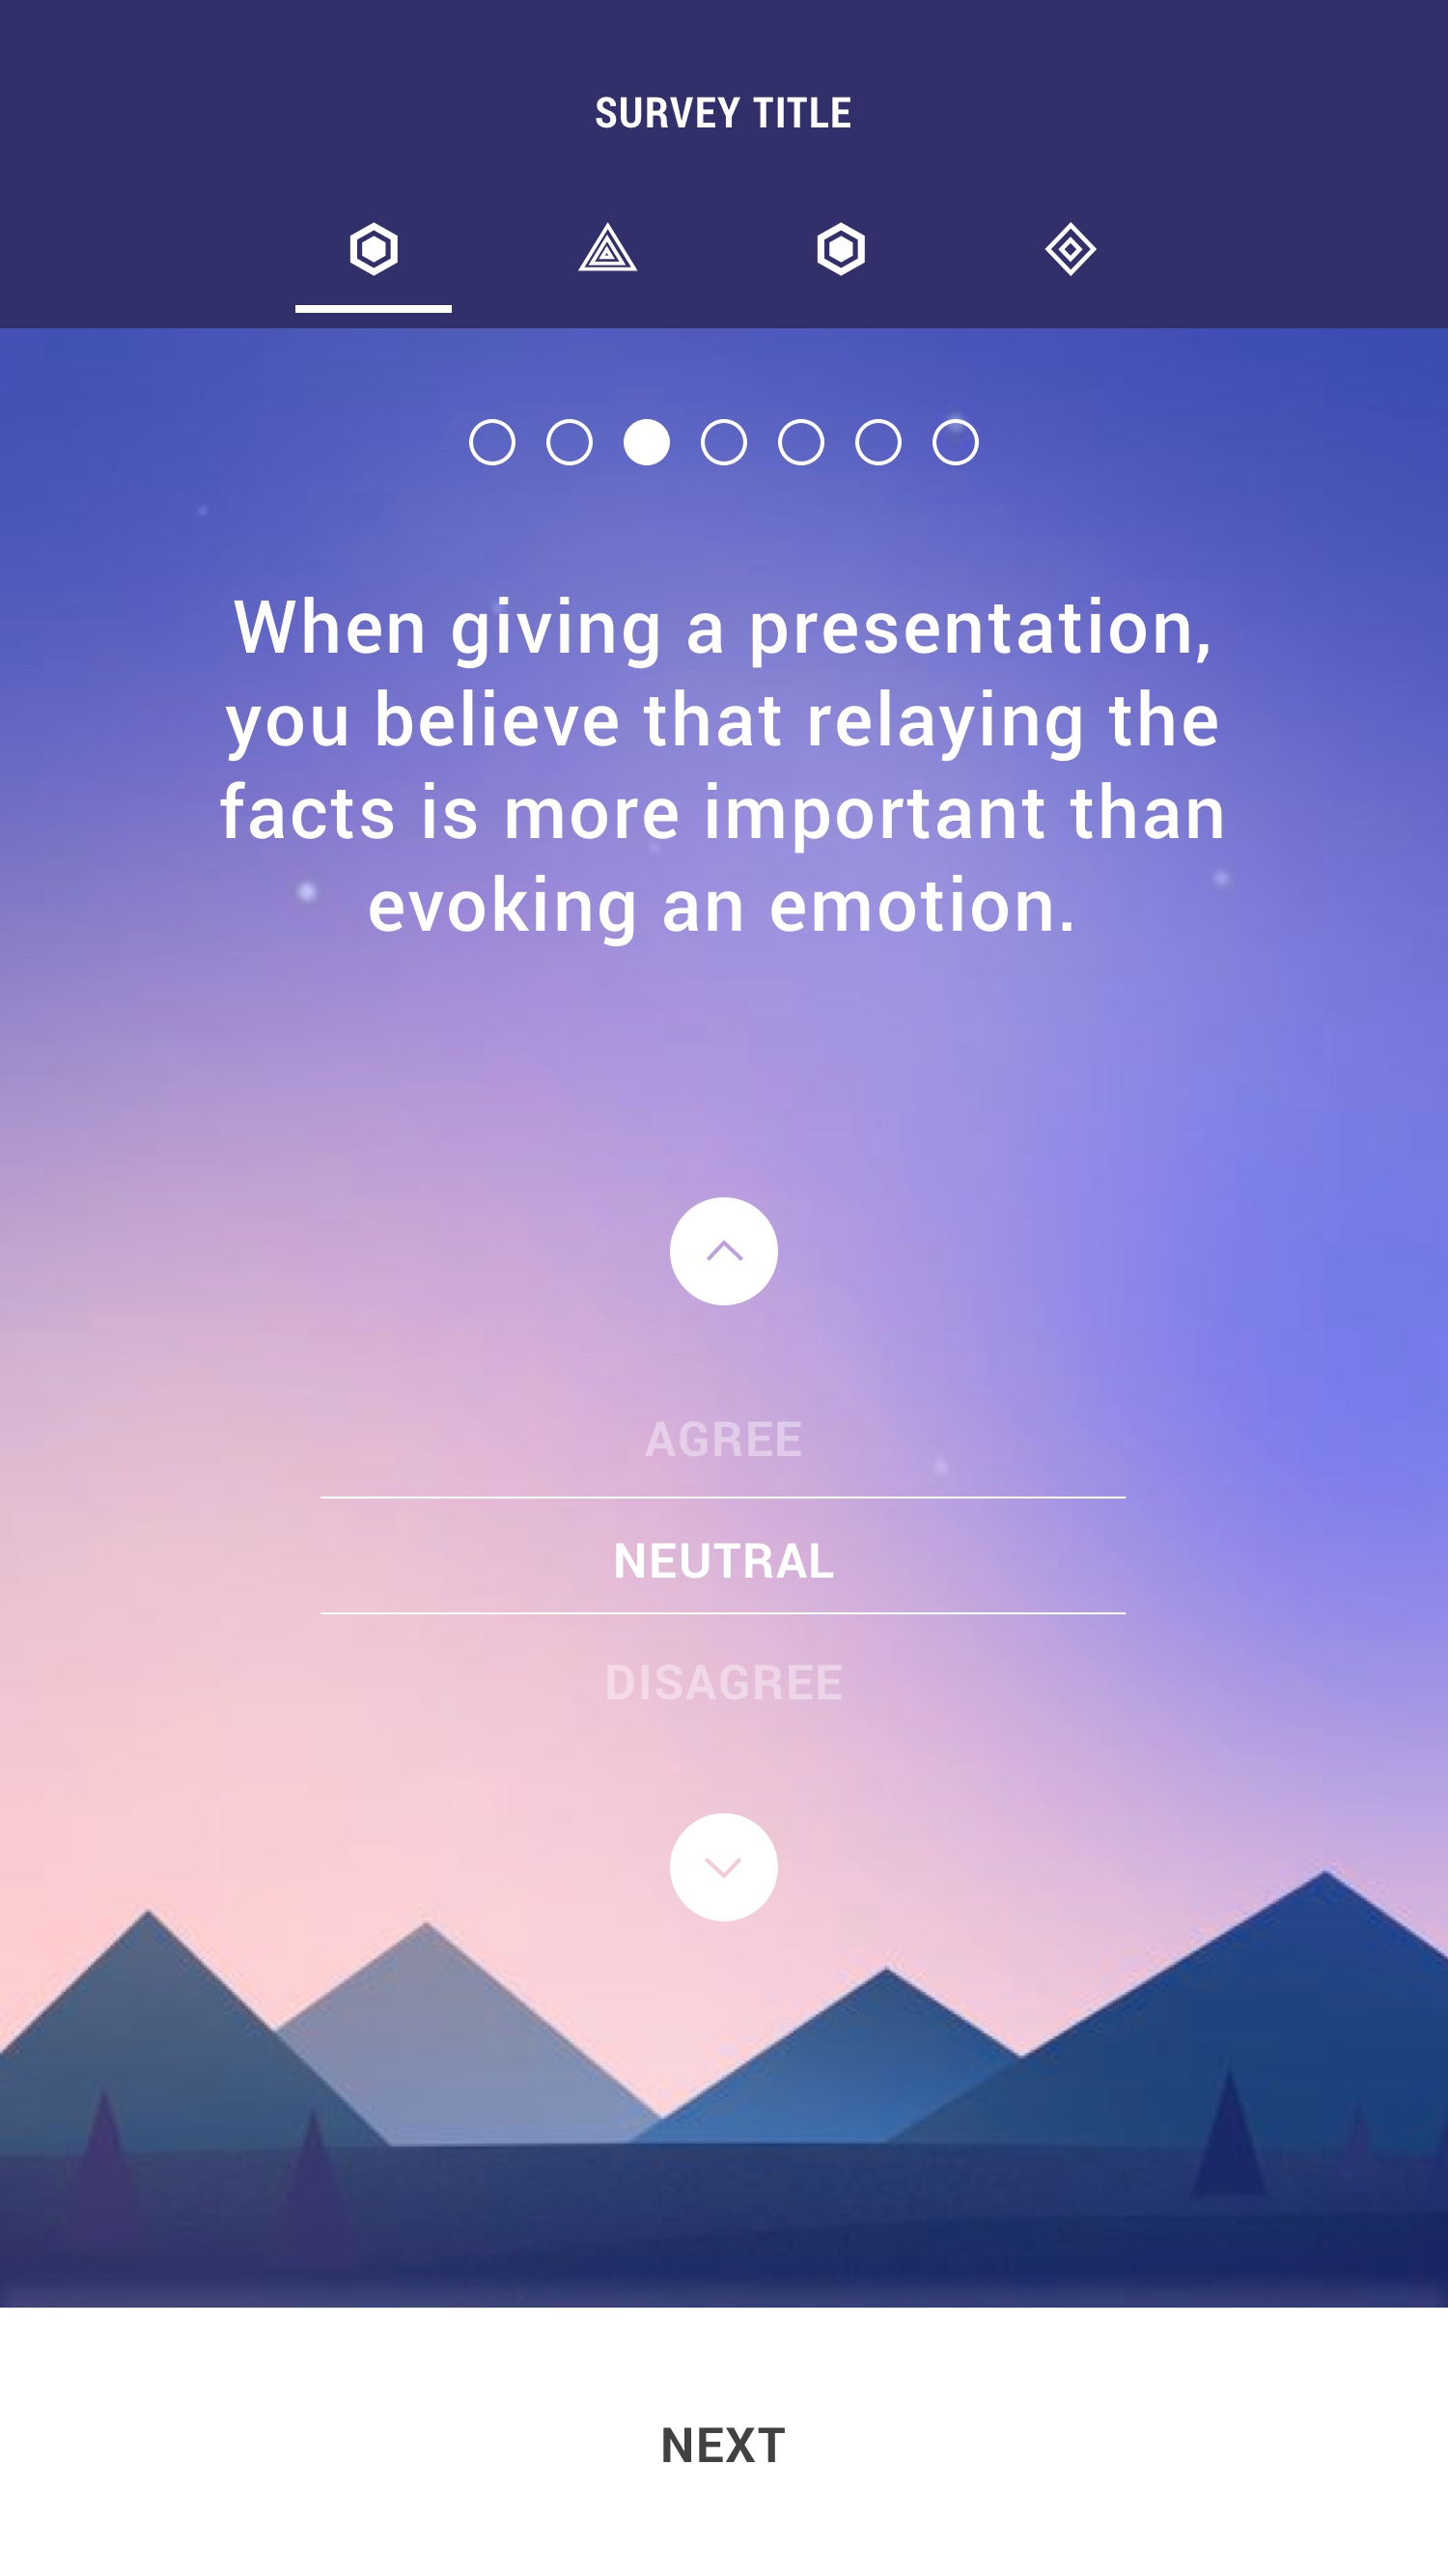 SURVEY TITLE
When giving a presentation,
you believe that relaying the
facts is more important than
evoking an emotion.
AGREE
NEUTRAL
DISAGREE
NEXT